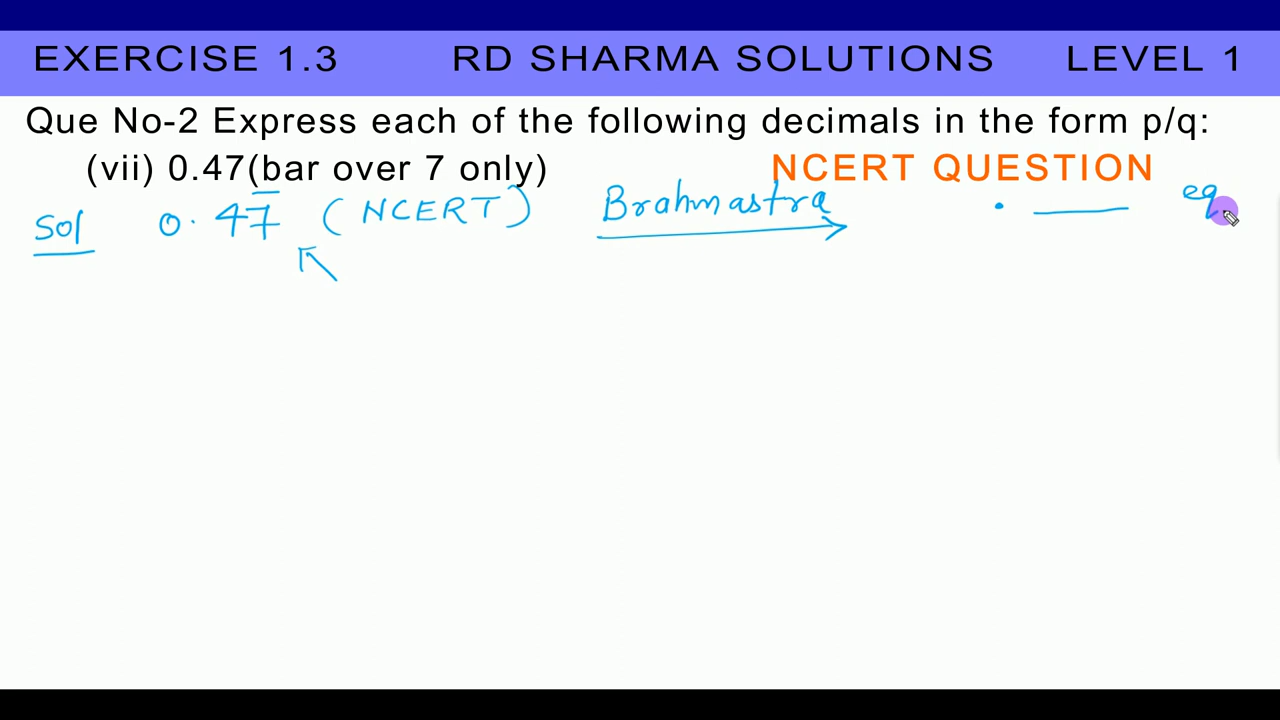 EXERCISE 1.3 RD SHARMA SOLUTIONS LEVEL 1
Que No-2 Express each of the following decimals in the form p/q:
(vii) 0.47(bar over 7 only) NCERT QUESTION
Sol 0.47̅ (NCERT) Brahmastra . — eq